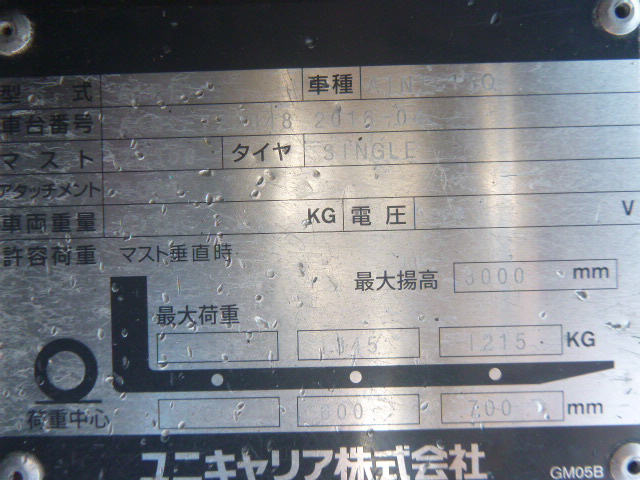 型式 車種
車台番号 2016.0
マスト タイヤ SINGLE
アタッチメント
車両重量 KG 電圧 V
許容荷重 マスト垂直時
最大揚高 3000 mm
最大荷重
1215 KG
荷重中心 600 700 mm
ユニキャリア株式会社 GM05B